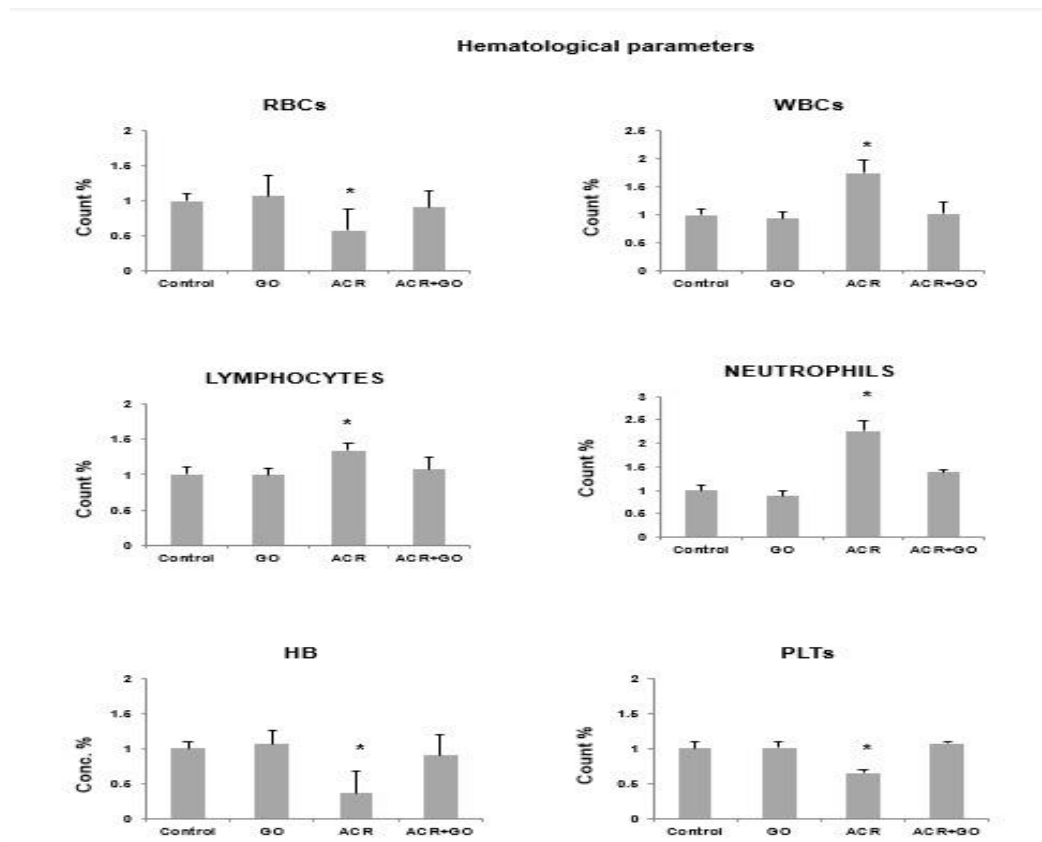 Hematological parameters
RBCs
2
1.5
1
0.5
0
Count %
*
Control GO ACR ACR+GO
WBCs
2.5
2
1.5
1
0.5
0
Count %
*
Control GO ACR ACR+GO
LYMPHOCYTES
2
1.5
1
0.5
0
Count %
*
Control GO ACR ACR+GO
NEUTROPHILS
3
2.5
2
1.5
1
0.5
0
Count %
*
Control GO ACR ACR+GO
HB
2
1.5
1
0.5
0
Conc. %
*
Control GO ACR ACR+GO
PLTs
2
1.5
1
0.5
0
Count %
*
Control GO ACR ACR+GO